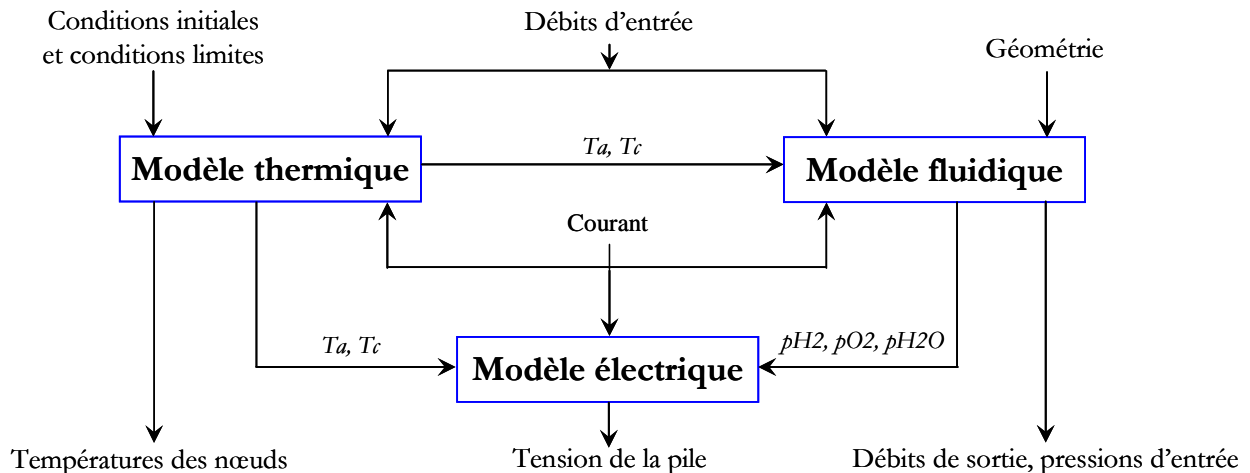 Conditions initiales
et conditions limites
Débits d'entrée
Géométrie
Modèle thermique
Ta, Tc
Modèle fluidique
Courant
Ta, Tc
pH2, pO2, pH2O
Modèle électrique
Températures des nœuds
Tension de la pile
Débits de sortie, pressions d'entrée